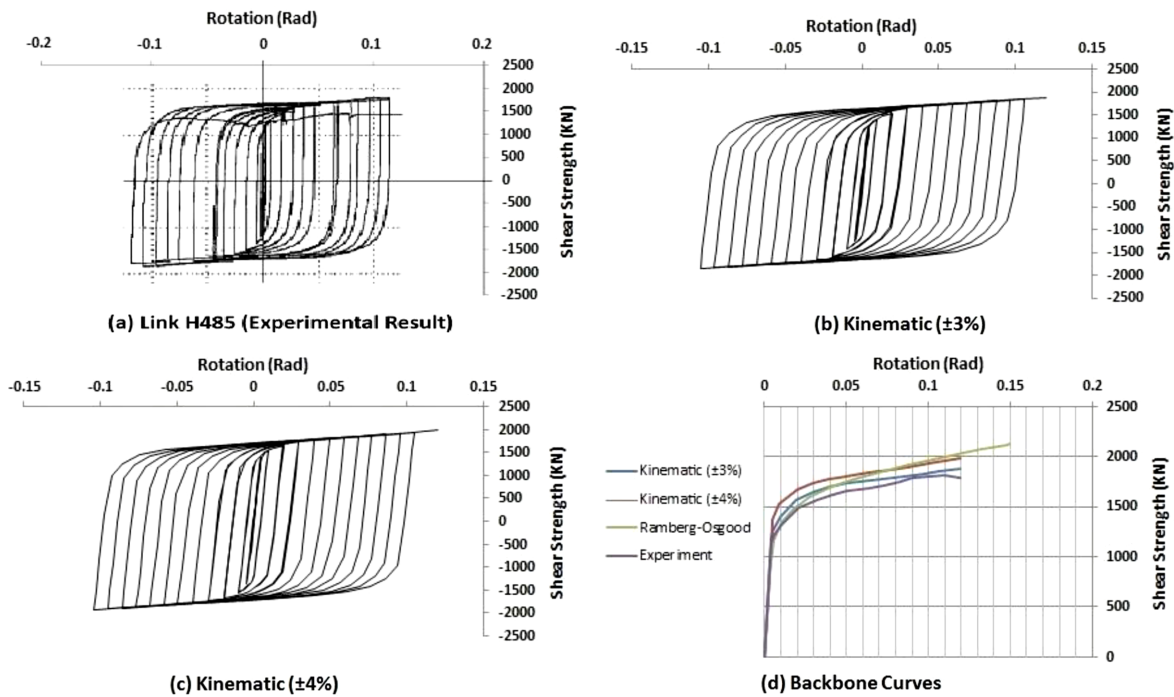 Rotation (Rad)
-0.2 -0.1 0 0.1 0.2
2500
2000
1500
1000
500
0
-500
-1000
-1500
-2000
-2500
Shear Strength (KN)
(a) Link H485 (Experimental Result)
Rotation (Rad)
-0.15 -0.1 -0.05 0 0.05 0.1 0.15
2500
2000
1500
1000
500
0
-500
-1000
-1500
-2000
-2500
Shear Strength (KN)
(b) Kinematic (±3%)
Rotation (Rad)
-0.15 -0.1 -0.05 0 0.05 0.1 0.15
2500
2000
1500
1000
500
0
-500
-1000
-1500
-2000
-2500
Shear Strength (KN)
(c) Kinematic (±4%)
Rotation (Rad)
0 0.05 0.1 0.15 0.2
2500
2000
1500
1000
500
0
Shear Strength (KN)
Kinematic (±3%)
Kinematic (±4%)
Ramberg-Osgood
Experiment
(d) Backbone Curves